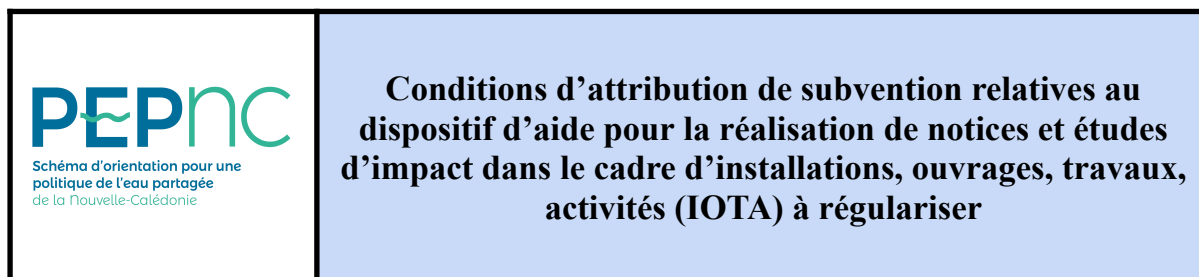 PEPNC
Schéma d'orientation pour une
politique de l'eau partagée
de la Nouvelle-Calédonie
Conditions d'attribution de subvention relatives au
dispositif d'aide pour la réalisation de notices et études
d'impact dans le cadre d'installations, ouvrages, travaux,
activités (IOTA) à régulariser